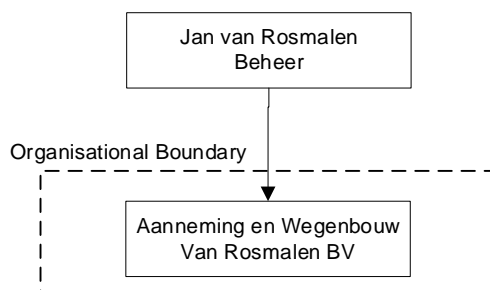 Jan van Rosmalen
Beheer
Organisational Boundary
Aanneming en Wegenbouw
Van Rosmalen BV